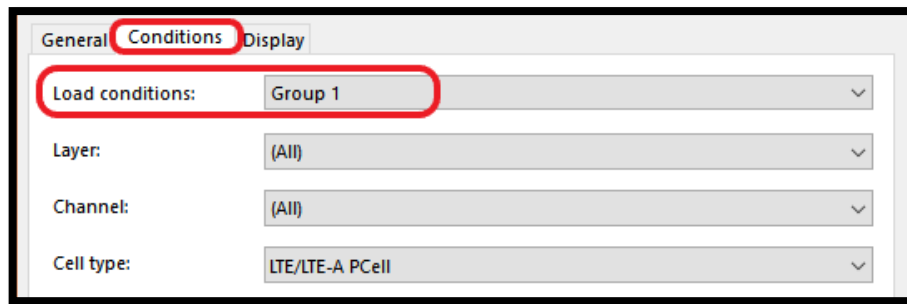 General Conditions Display
Load conditions: Group 1
Layer: (All)
Channel: (All)
Cell type: LTE/LTE-A PCell